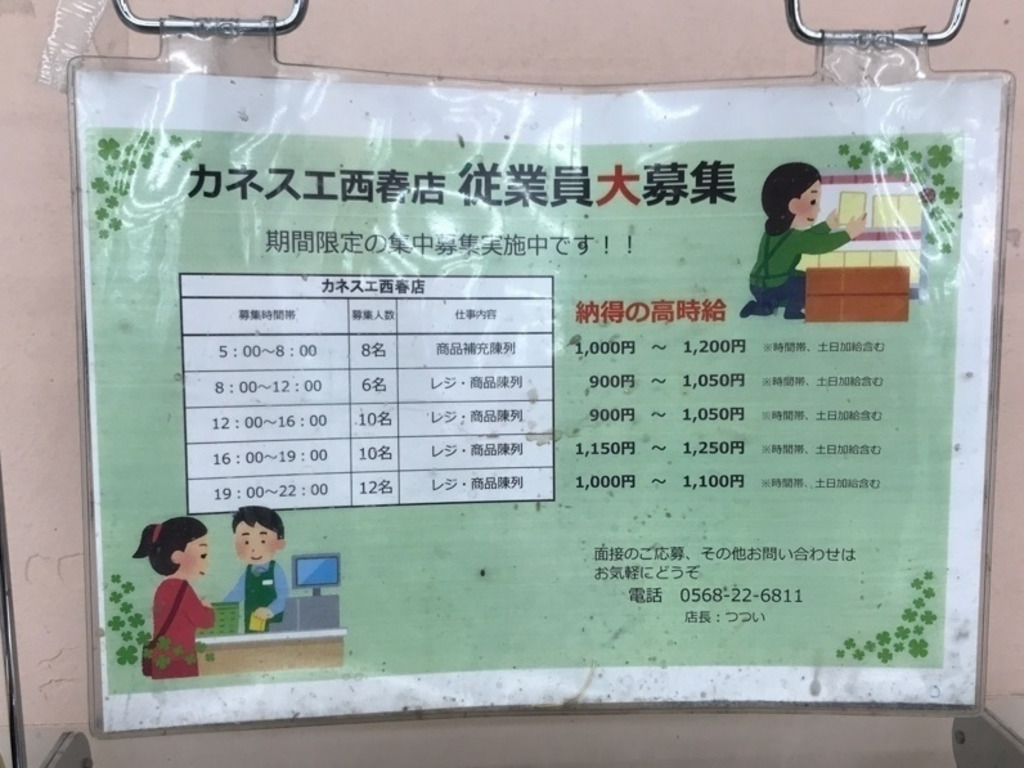 カネスエ西春店 従業員大募集
期間限定の集中募集実施中です！！
カネスエ西春店
募集時間帯 募集人数 仕事内容
納得の高時給
5：00～8：00 8名 商品補充陳列 1,000円 ～ 1,200円 ※時間帯、土日加給含む
8：00～12：00 6名 レジ・商品陳列 900円 ～ 1,050円 ※時間帯、土日加給含む
12：00～16：00 10名 レジ・商品陳列 900円 ～ 1,050円 ※時間帯、土日加給含む
16：00～19：00 10名 レジ・商品陳列 1,150円 ～ 1,250円 ※時間帯、土日加給含む
19：00～22：00 12名 レジ・商品陳列 1,000円 ～ 1,100円 ※時間帯、土日加給含む
面接のご応募、その他お問い合わせは
お気軽にどうぞ
電話 0568-22-6811
店長：つつい